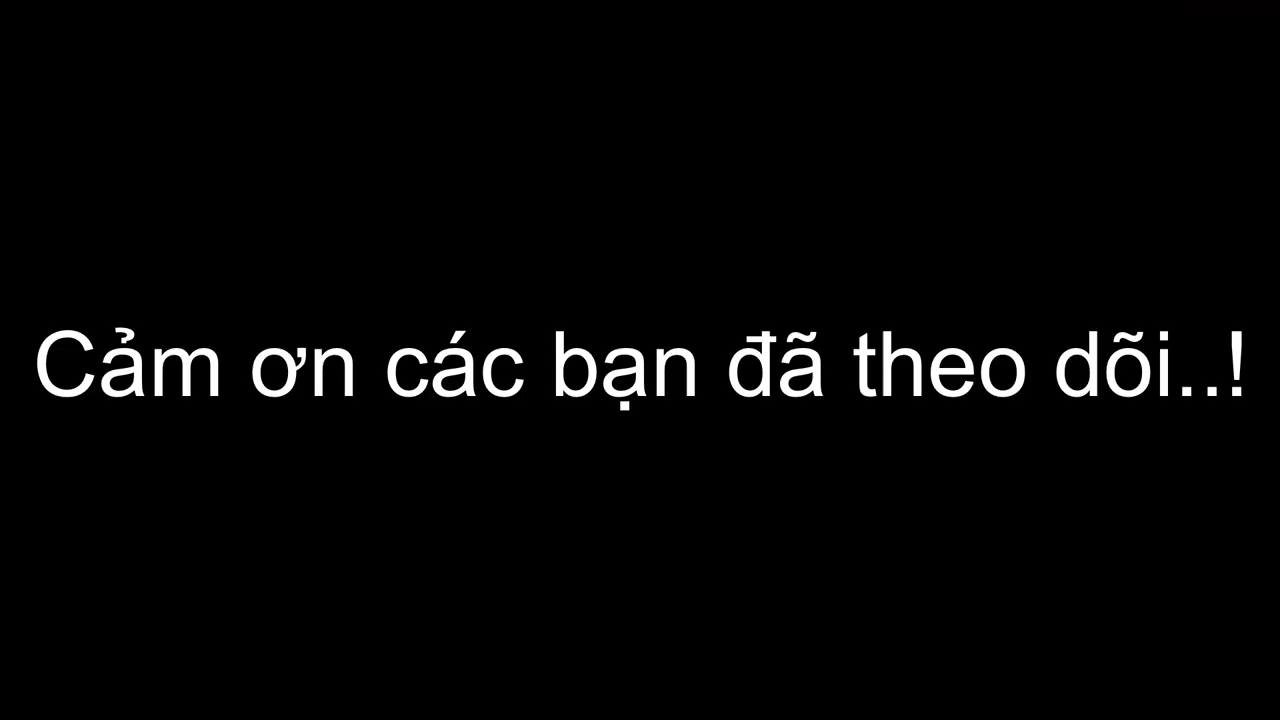 Cảm ơn các bạn đã theo dõi..!